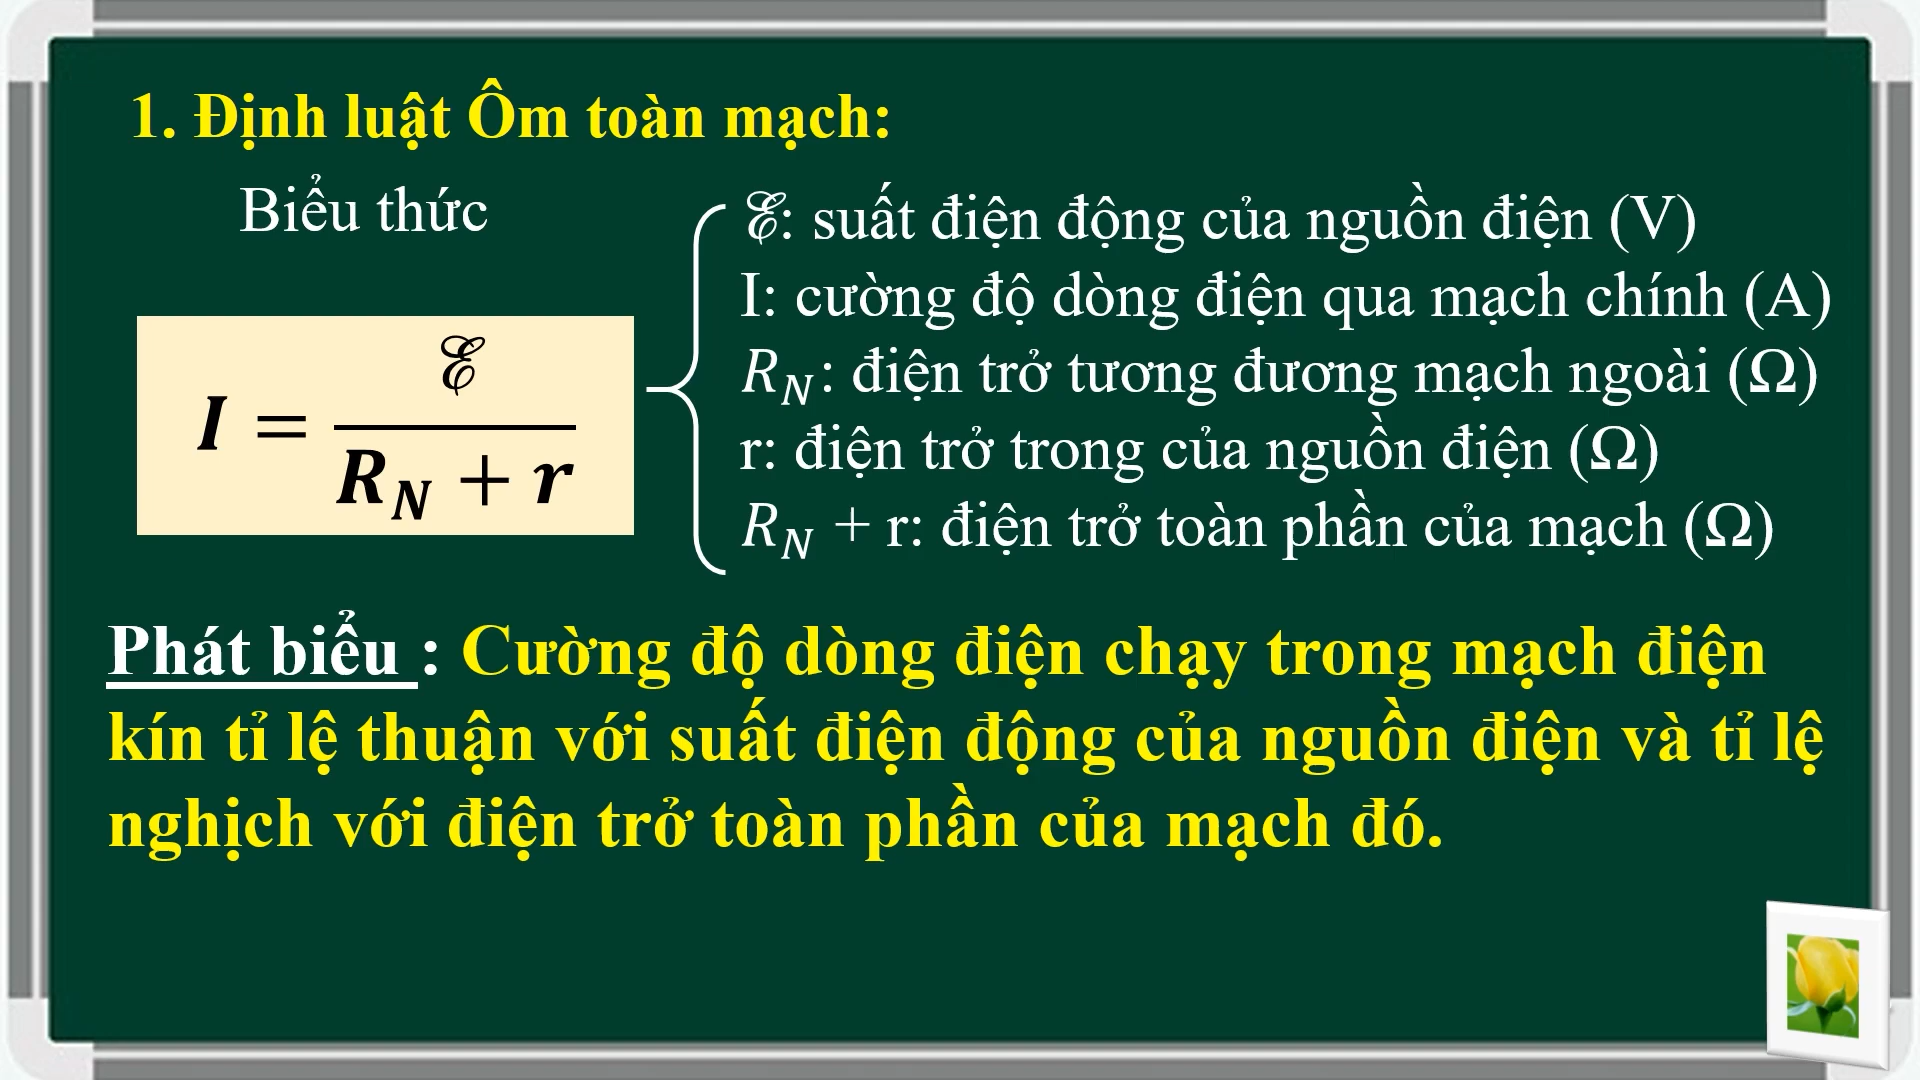 1. Định luật Ôm toàn mạch:
Biểu thức
I = ℰ / (R_N + r)
ℰ: suất điện động của nguồn điện (V)
I: cường độ dòng điện qua mạch chính (A)
R_N: điện trở tương đương mạch ngoài (Ω)
r: điện trở trong của nguồn điện (Ω)
R_N + r: điện trở toàn phần của mạch (Ω)
Phát biểu : Cường độ dòng điện chạy trong mạch điện
kín tỉ lệ thuận với suất điện động của nguồn điện và tỉ lệ
nghịch với điện trở toàn phần của mạch đó.